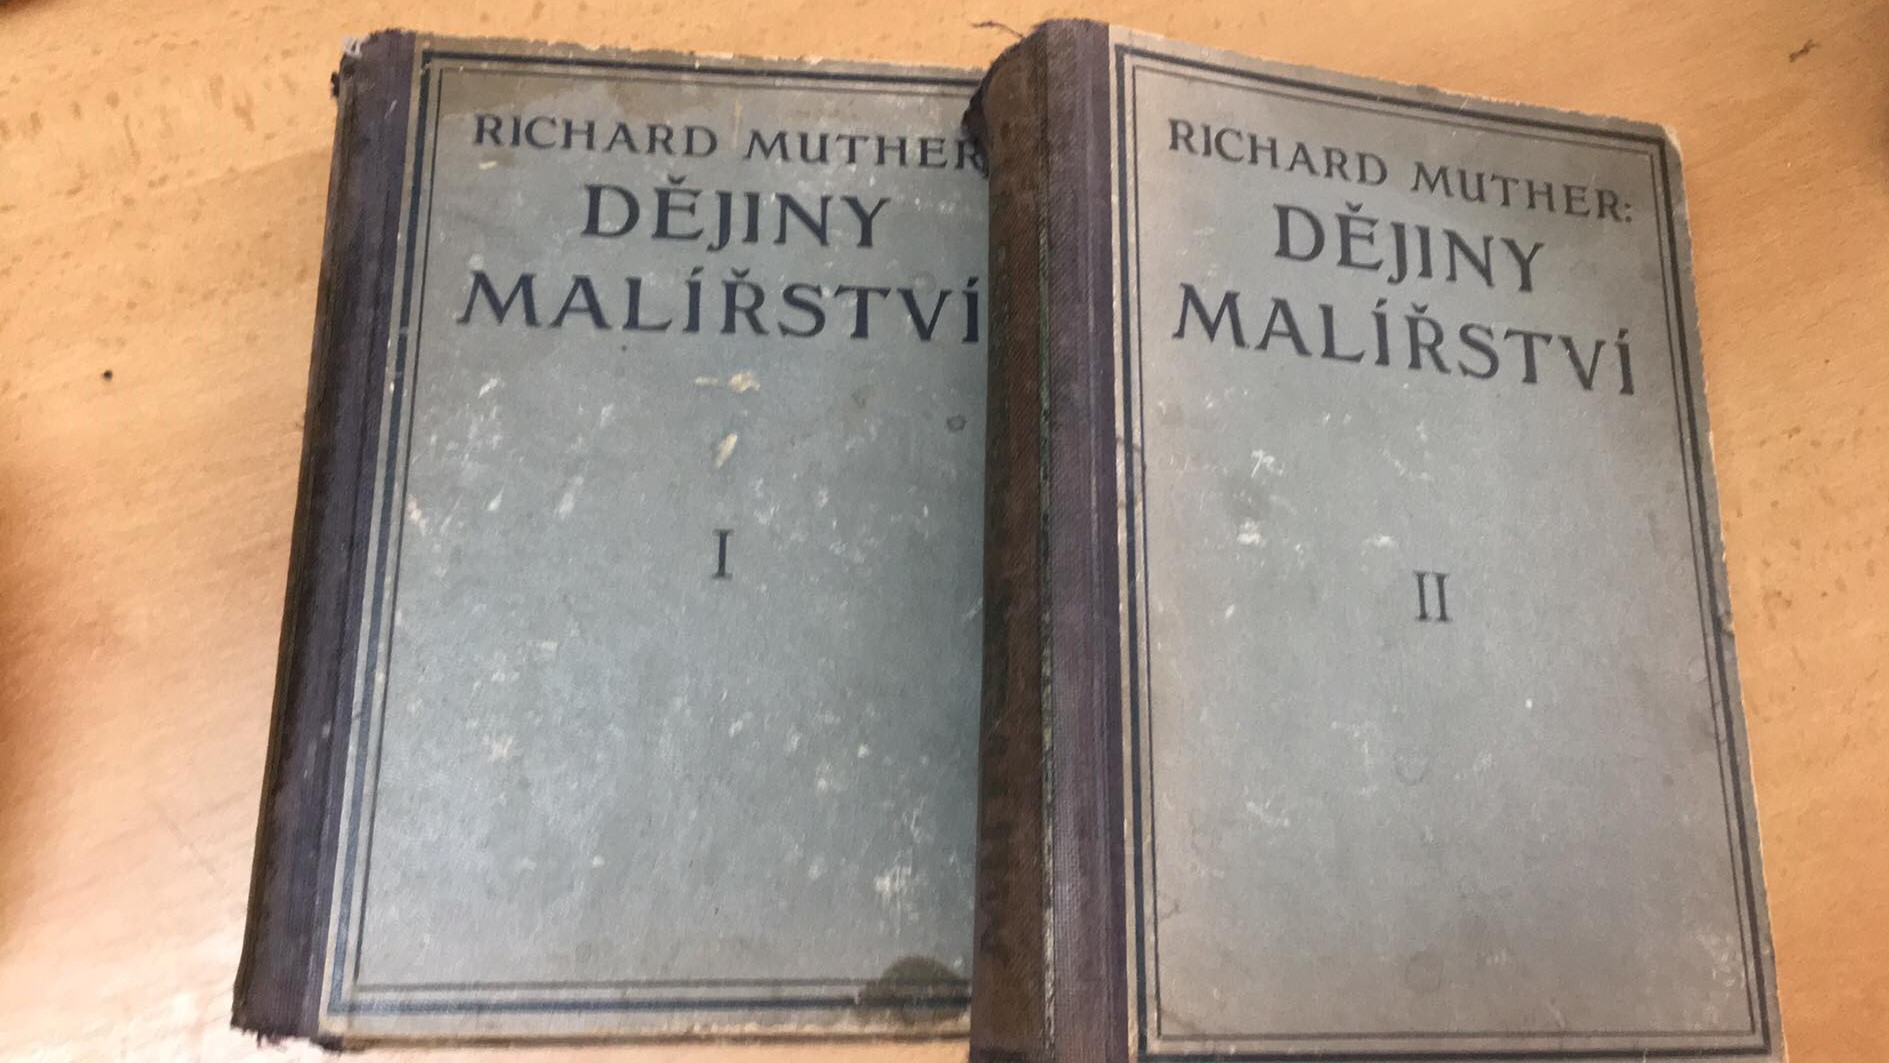 RICHARD MUTHER
DĚJINY
MALÍŘSTVÍ
I
RICHARD MUTHER:
DĚJINY
MALÍŘSTVÍ
II